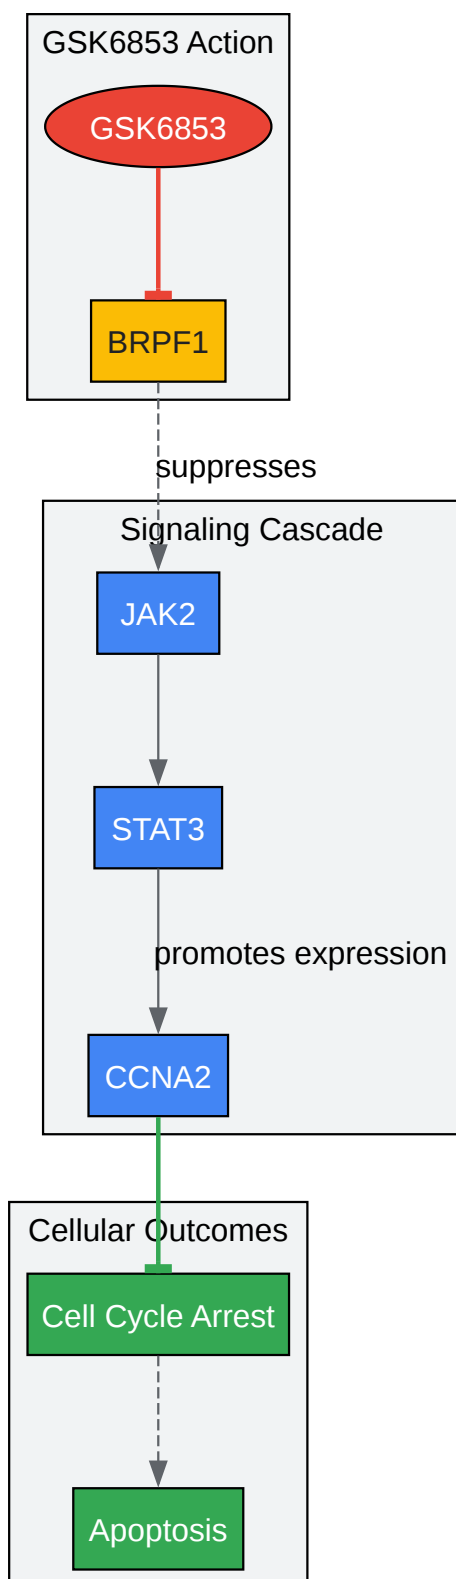 GSK6853 Action
GSK6853
BRPF1
suppresses
Signaling Cascade
JAK2
STAT3
promotes expression
CCNA2
Cellular Outcomes
Cell Cycle Arrest
Apoptosis